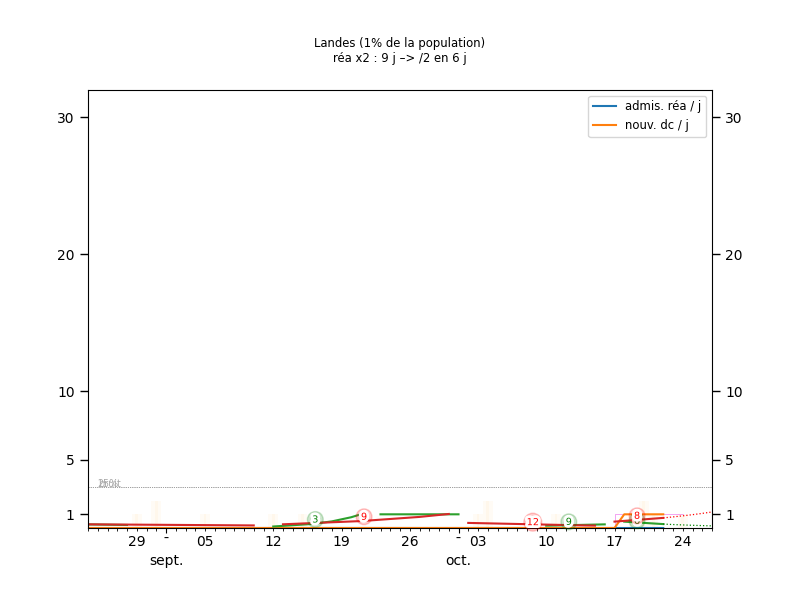 Landes (1% de la population)
réa x2 : 9 j –> /2 en 6 j
admis. réa / j
nouv. dc / j
30 30
20 20
10 10
5 5
1 1
3 9 12 9 8
29 - 05 12 19 26 - 03 10 17 24
sept. oct.